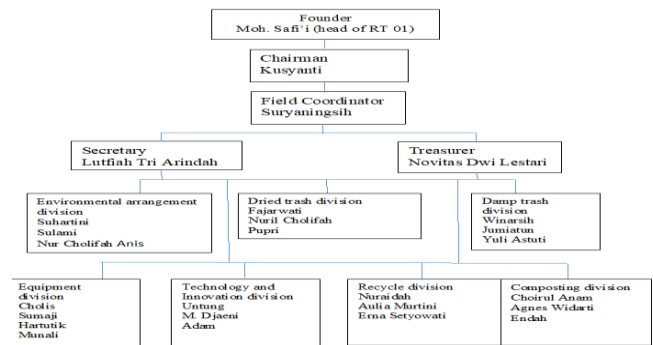 Founder
Moh. Safi'i (head of RT 01)
Chairman
Kusyanti
Field Coordinator
Suryaningsih
Secretary
Lutfiah Tri Arindah
Treasurer
Novitas Dwi Lestari
Environmental arrangement
division
Suhartini
Sulami
Nur Cholifah Anis
Dried trash division
Fajarwati
Nuril Cholifah
Pupri
Damp trash
division
Winarsih
Jumiatun
Yuli Astuti
Equipment
division
Cholis
Sumaji
Hartutik
Munali
Technology and
Innovation division
Untung
M. Djaeni
Adam
Recycle division
Nuraidah
Aulia Murtini
Erna Setyowati
Composting division
Choirul Anam
Agnes Widarti
Endah